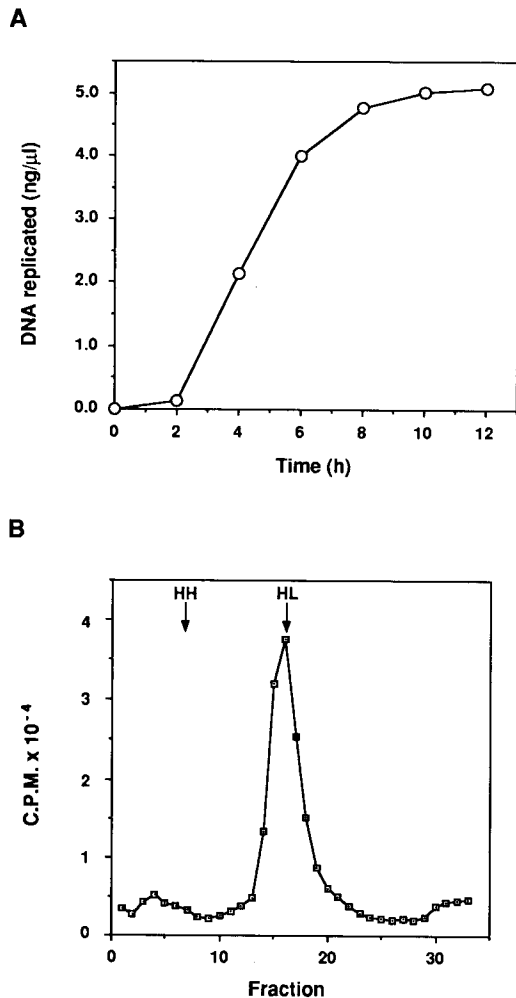 A
DNA replicated (ng/µl)
5.0
4.0
3.0
2.0
1.0
0.0
0 2 4 6 8 10 12
Time (h)
B
HH HL
C.P.M. x 10⁻⁴
4
3
2
1
0
0 10 20 30
Fraction